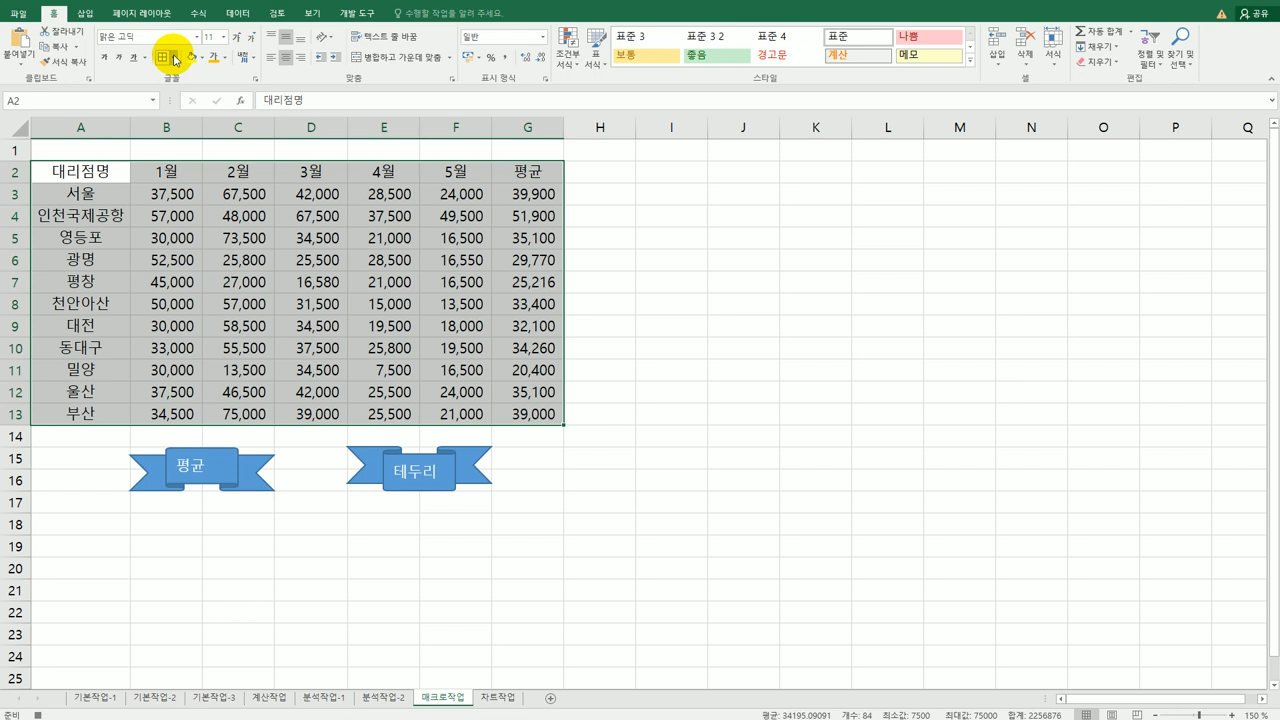 파일 홈 삽입 페이지 레이아웃 수식 데이터 검토 보기 개발 도구 수행할 작업을 알려 주세요. 공유
붙여넣기 잘라내기 맑은 고딕 11 텍스트 줄 바꿈 일반 조건부 서식 표 서식 표준 3 표준 3 2 표준 4 표준 나쁨 삽입 삭제 서식 자동 합계 정렬 및 필터 찾기 및 선택
복사 병합하고 가운데 맞춤 보통 좋음 경고문 계산 메모 채우기
서식 복사 지우기
클립보드 글꼴 맞춤 표시 형식 스타일 셀 편집
A2 fx 대리점명
A B C D E F G H I J K L M N O P Q
1
2 대리점명 1월 2월 3월 4월 5월 평균
3 서울 37,500 67,500 42,000 28,500 24,000 39,900
4 인천국제공항 57,000 48,000 67,500 37,500 49,500 51,900
5 영등포 30,000 73,500 34,500 21,000 16,500 35,100
6 광명 52,500 25,800 25,500 28,500 16,550 29,770
7 평창 45,000 27,000 16,580 21,000 16,500 25,216
8 천안아산 50,000 57,000 31,500 15,000 13,500 33,400
9 대전 30,000 58,500 34,500 19,500 18,000 32,100
10 동대구 33,000 55,500 37,500 25,800 19,500 34,260
11 밀양 30,000 13,500 34,500 7,500 16,500 20,400
12 울산 37,500 46,500 42,000 25,500 24,000 35,100
13 부산 34,500 75,000 39,000 25,500 21,000 39,000
14
15 평균 테두리
16
17
18
19
20
21
22
23
24
25
기본작업-1 기본작업-2 기본작업-3 계산작업 분석작업-1 분석작업-2 매크로작업 차트작업
준비 평균: 34195.09091 개수: 84 최소값: 7500 최대값: 75000 합계: 2256876 150 %